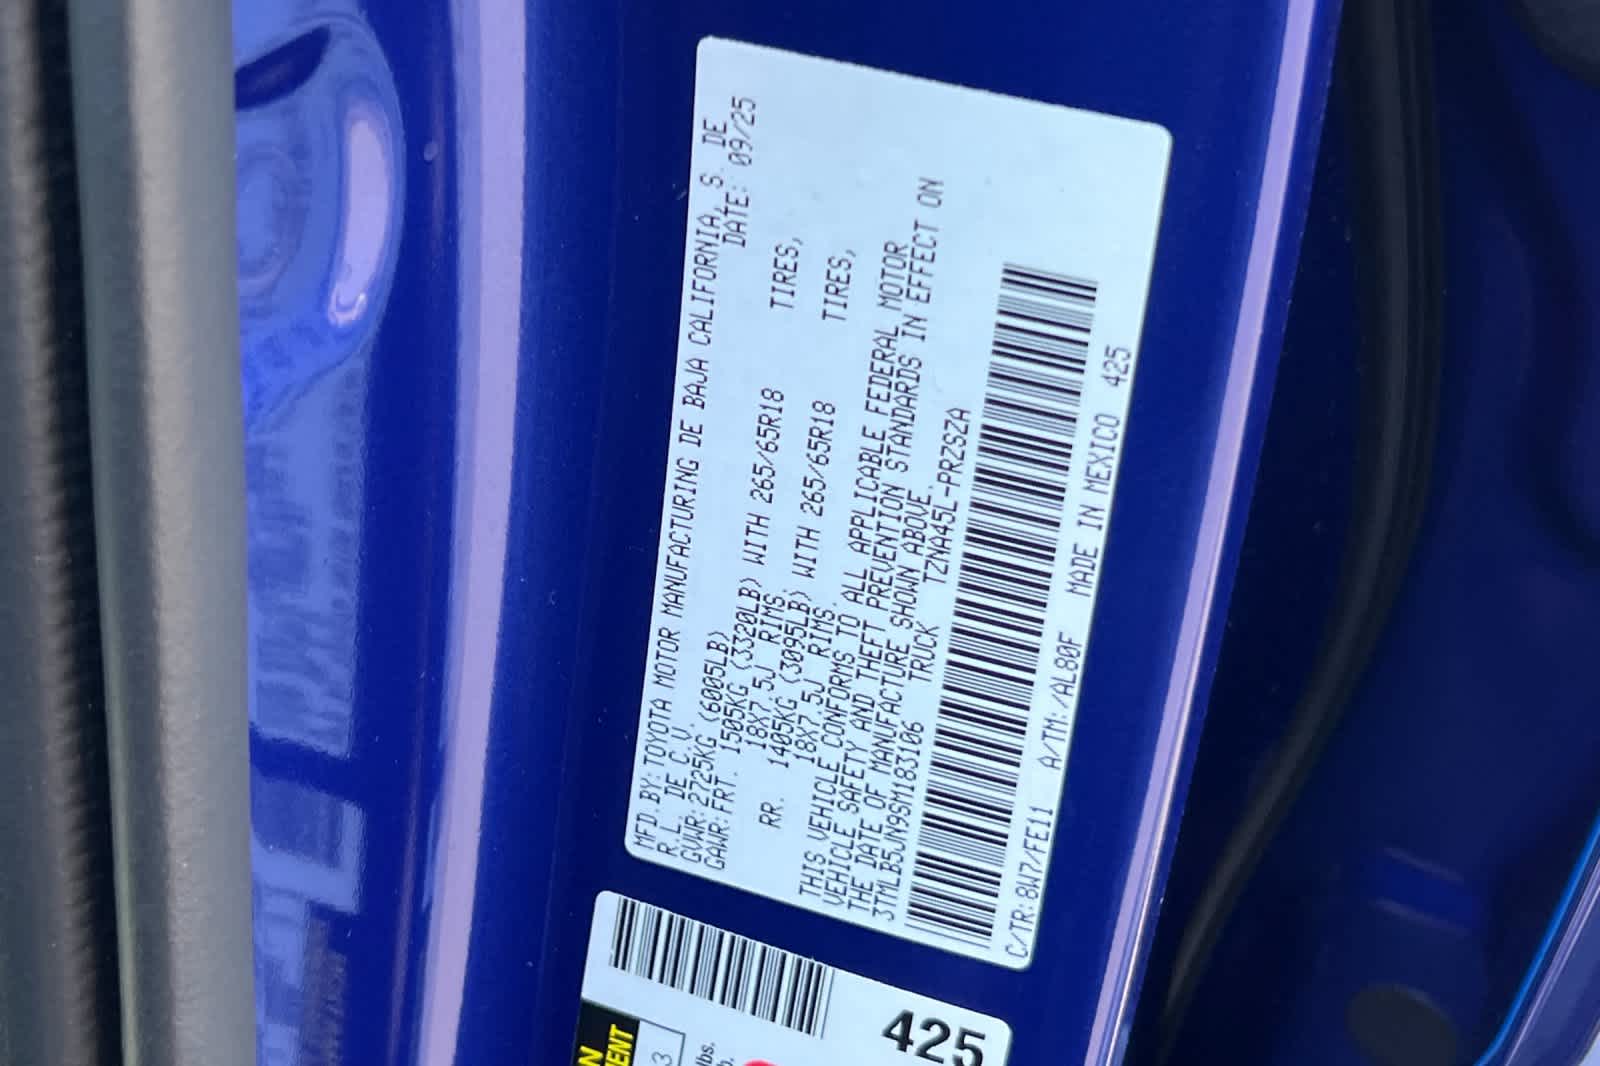 MFD. BY: TOYOTA MOTOR MANUFACTURING DE BAJA CALIFORNIA, S. DE
R.L. DE C.V. DATE: 09/25
GVWR: 2725KG (6005LB)
GAWR: FRT. 1505KG (3320LB) WITH 265/65R18 TIRES,
18X7.5J RIMS
RR. 1405KG (3095LB) WITH 265/65R18 TIRES,
18X7.5J RIMS.
THIS VEHICLE CONFORMS TO ALL APPLICABLE FEDERAL MOTOR
VEHICLE SAFETY AND THEFT PREVENTION STANDARDS IN EFFECT ON
THE DATE OF MANUFACTURE SHOWN ABOVE.
3TMLB5JN9SM183106 TRUCK TZNA45L-PRZSZA
C/TR: 8W7/FE11 A/TM: /AL80F MADE IN MEXICO 425
425
3
lbs.